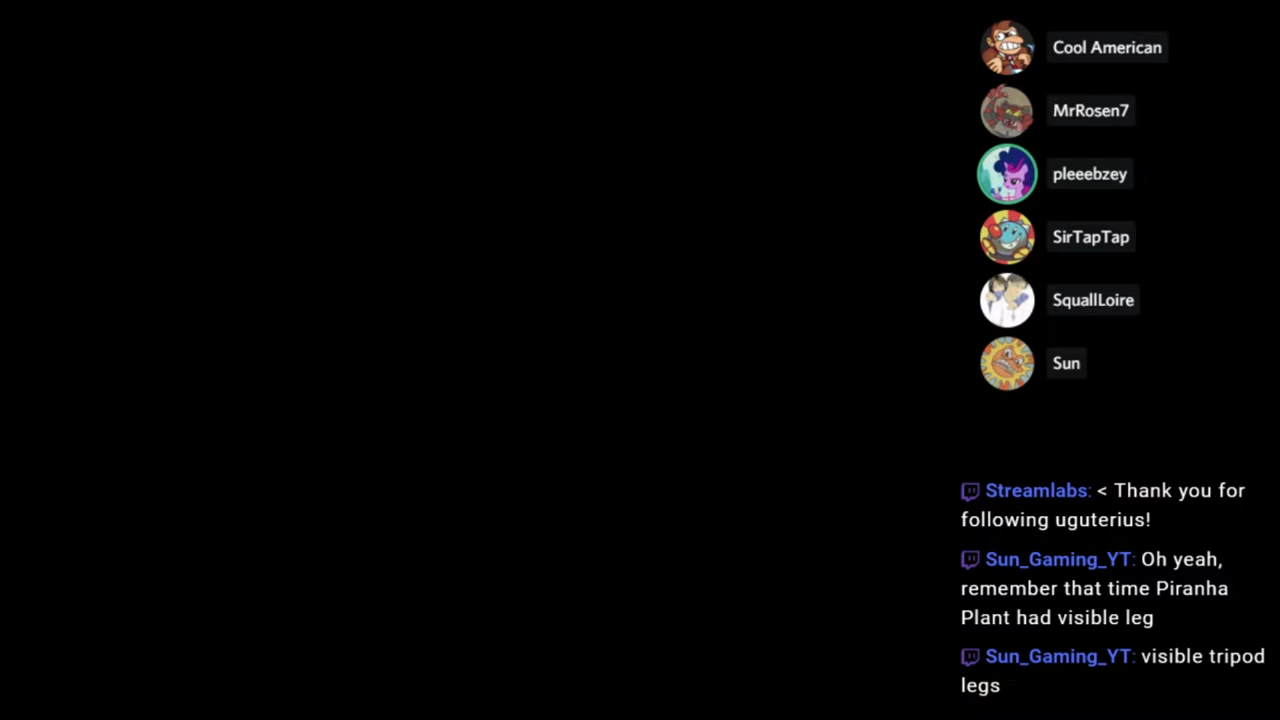 Cool American
MrRosen7
pleeebzey
SirTapTap
SquallLoire
Sun
Streamlabs: < Thank you for
following uguterius!
Sun_Gaming_YT: Oh yeah,
remember that time Piranha
Plant had visible leg
Sun_Gaming_YT: visible tripod
legs